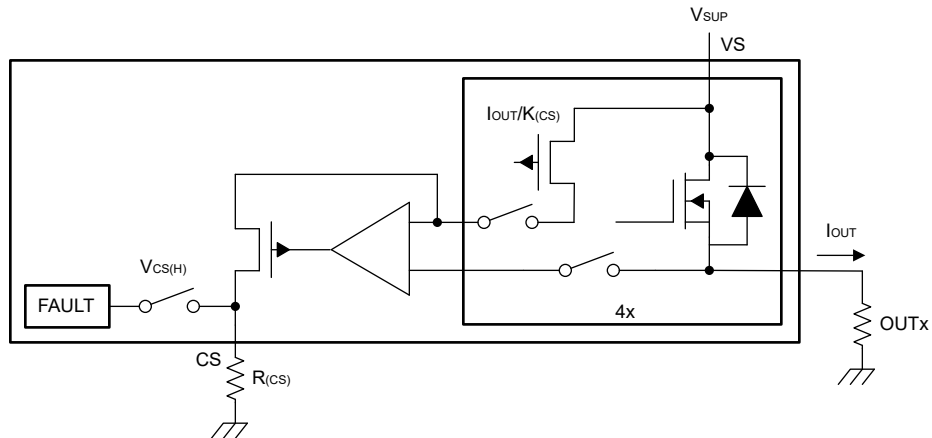 VSUP
VS
IOUT/K(CS)
IOUT
VCS(H)
FAULT
4x
OUTx
CS
R(CS)